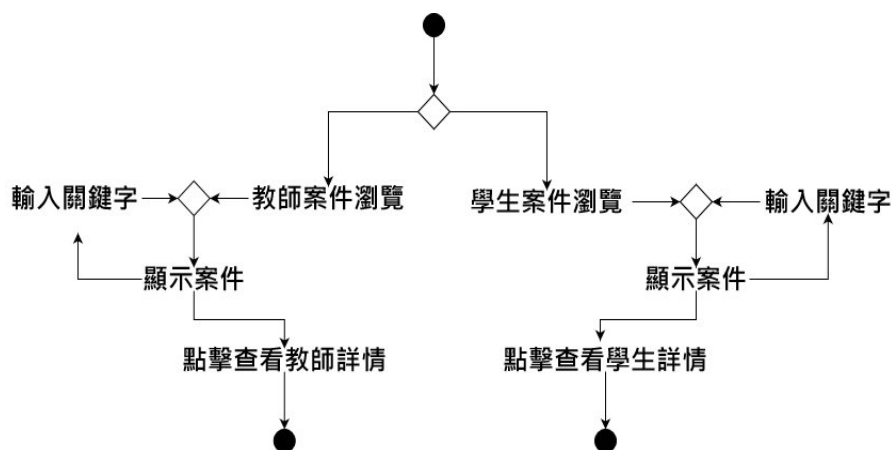 輸入關鍵字
教師案件瀏覽
學生案件瀏覽
輸入關鍵字
顯示案件
顯示案件
點擊查看教師詳情
點擊查看學生詳情